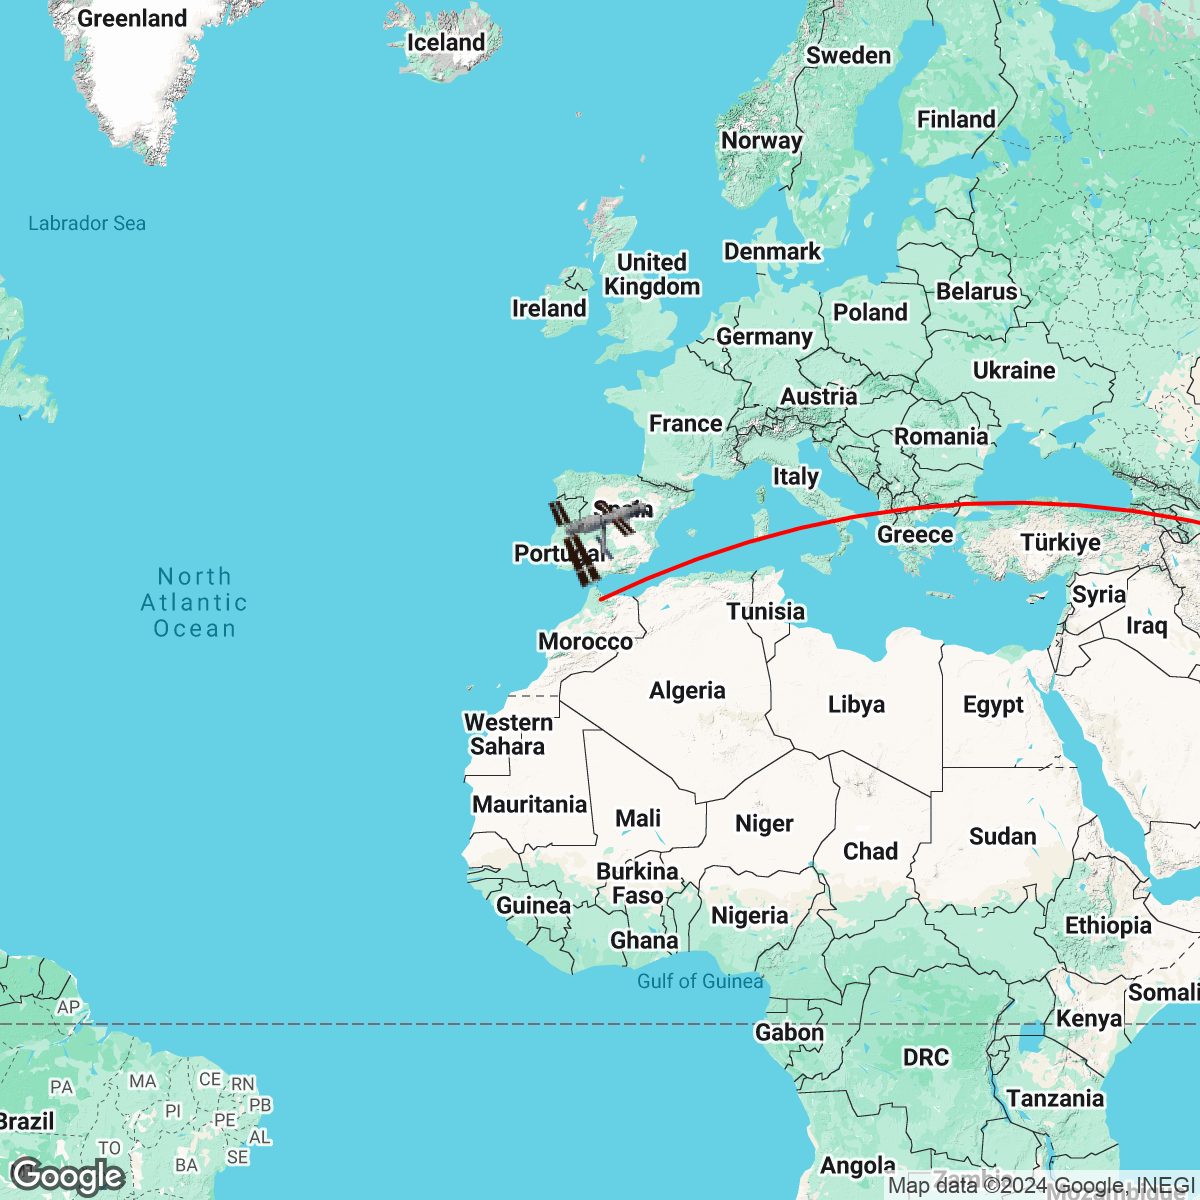 Greenland
Iceland
Sweden
Finland
Norway
Labrador Sea
Denmark
United
Kingdom
Belarus
Ireland
Poland
Germany
Ukraine
Austria
France
Romania
Italy
Spain
Greece
Türkiye
Portugal
North
Atlantic
Ocean
Syria
Tunisia
Iraq
Morocco
Algeria
Libya
Egypt
Western
Sahara
Mauritania
Mali
Niger
Sudan
Chad
Burkina
Faso
Guinea
Nigeria
Ethiopia
Ghana
Gulf of Guinea
Somali
AP
Kenya
Gabon
DRC
PA
MA
CE
RN
Tanzania
PB
PI
Brazil
PE
AL
TO
SE
BA
Angola
Zambia
Mozambique
Google
Map data ©2024 Google, INEGI